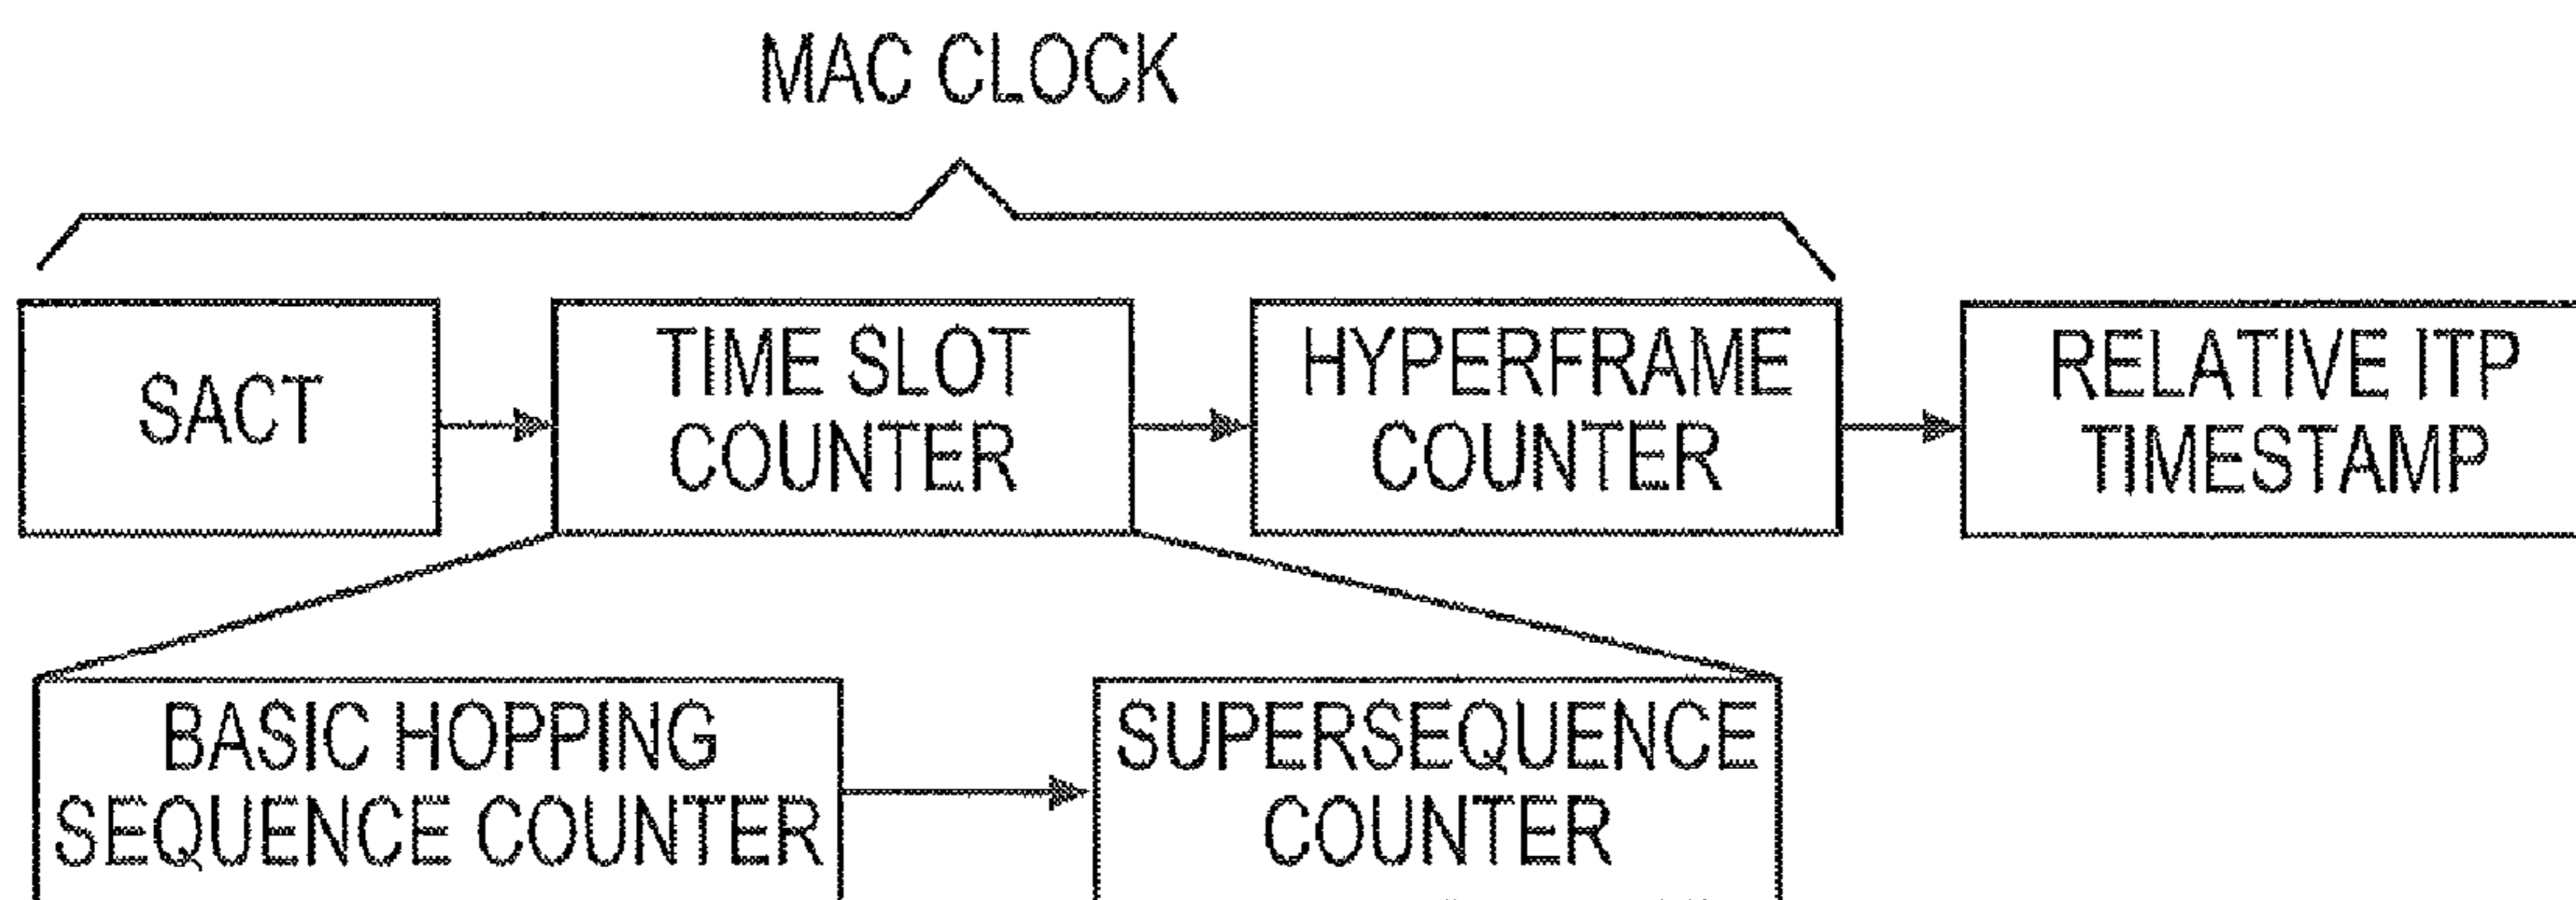 MAC CLOCK
SACT
TIME SLOT
COUNTER
HYPERFRAME
COUNTER
RELATIVE ITP
TIMESTAMP
BASIC HOPPING
SEQUENCE COUNTER
SUPERSEQUENCE
COUNTER